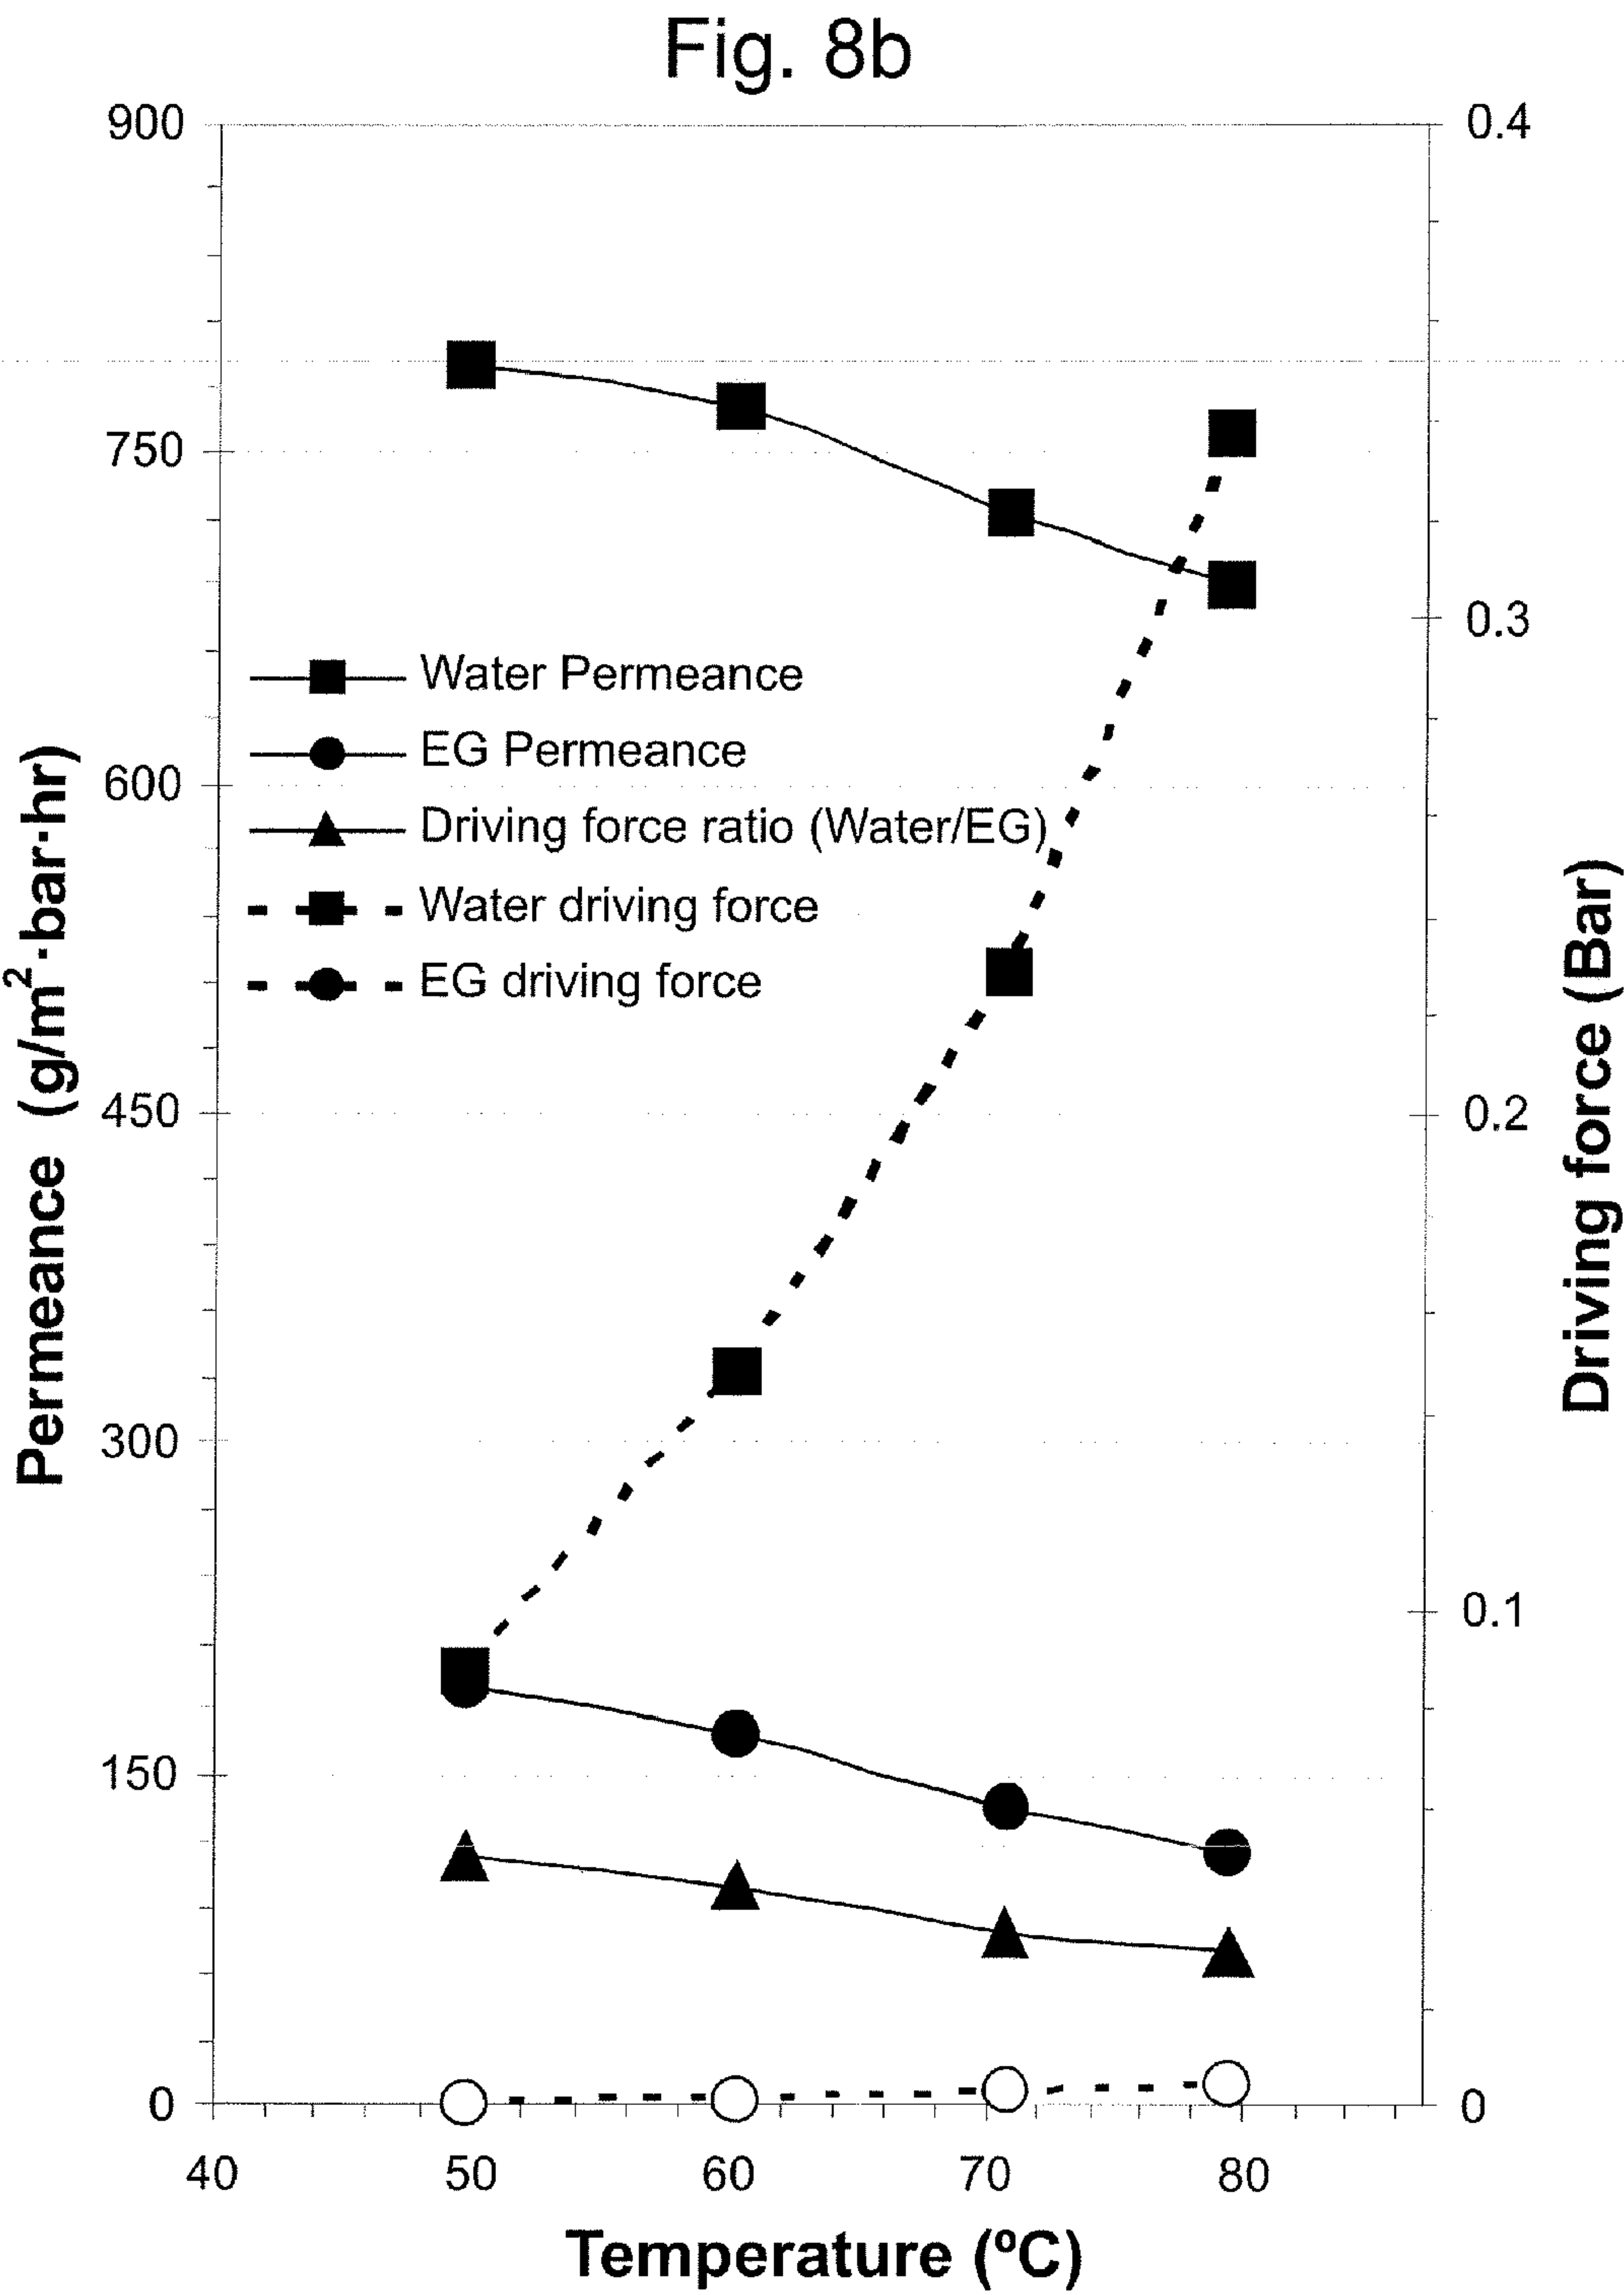 Fig. 8b
900
750
600
450
300
150
0
Permeance (g/m²·bar·hr)
0.4
0.3
0.2
0.1
0
Driving force (Bar)
Water Permeance
EG Permeance
Driving force ratio (Water/EG)
Water driving force
EG driving force
40 50 60 70 80
Temperature (ºC)